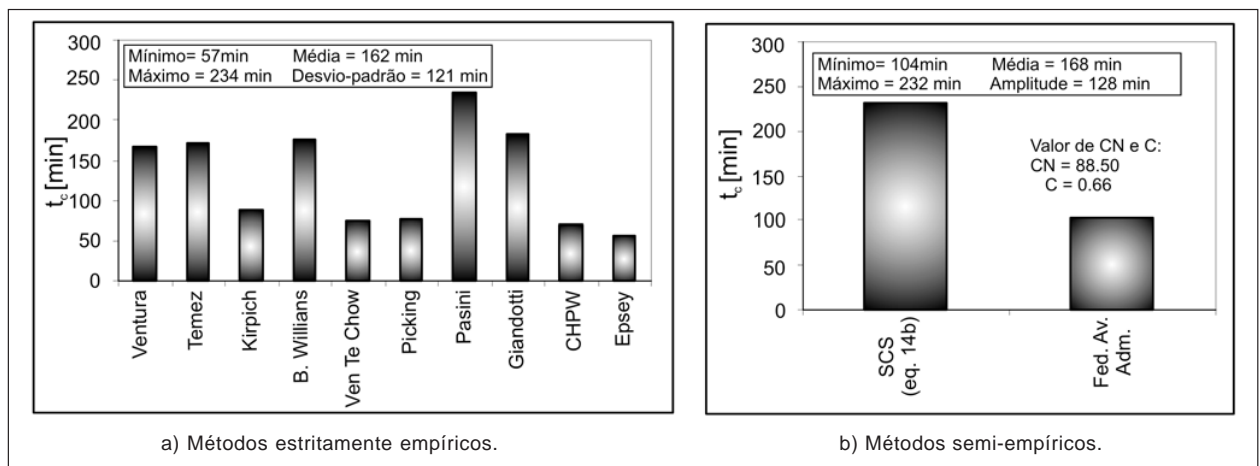 300
250
200
150
100
50
0
t_c [min]
Mínimo= 57min Média = 162 min
Máximo = 234 min Desvio-padrão = 121 min
Ventura
Temez
Kirpich
B. Willians
Ven Te Chow
Picking
Pasini
Giandotti
CHPW
Epsey
a) Métodos estritamente empíricos.
300
250
200
150
100
50
0
t_c [min]
Mínimo = 104min Média = 168 min
Máximo = 232 min Amplitude = 128 min
Valor de CN e C:
CN = 88.50
C = 0.66
SCS
(eq. 14b)
Fed. Av.
Adm.
b) Métodos semi-empíricos.